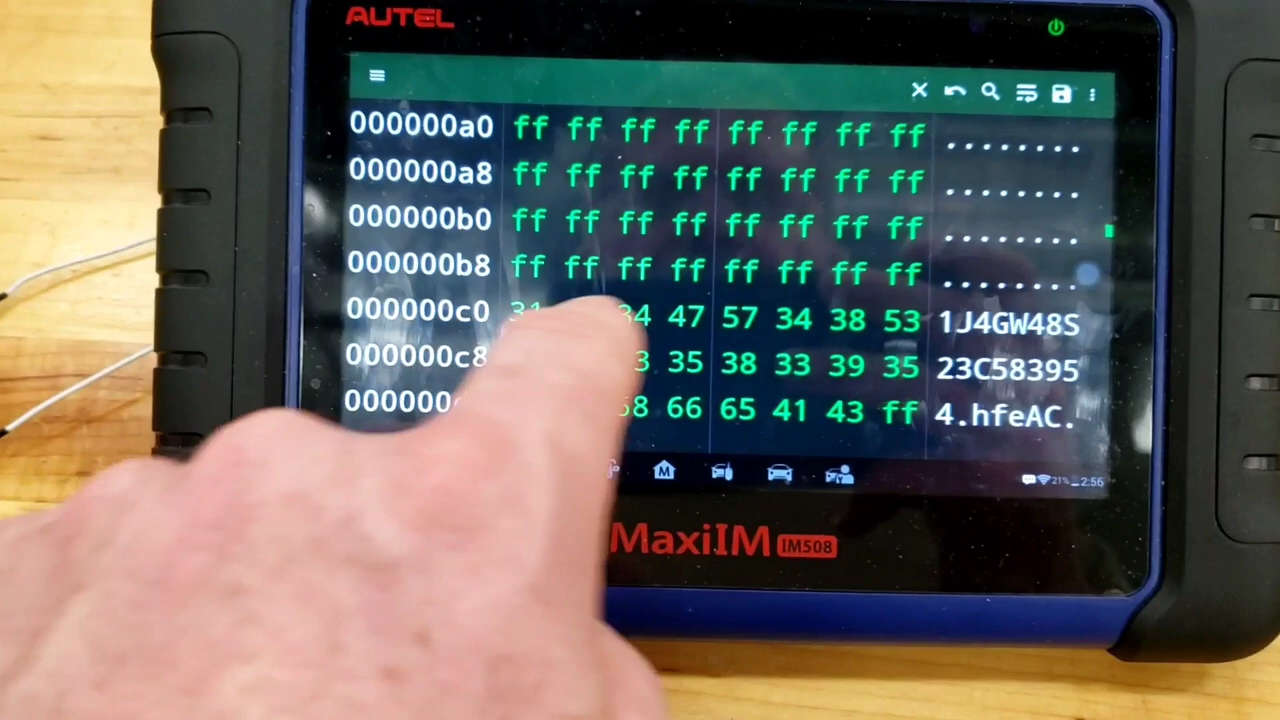 AUTEL
000000a0 ff ff ff ff ff ff ff ff ........
000000a8 ff ff ff ff ff ff ff ff ........
000000b0 ff ff ff ff ff ff ff ff ........
000000b8 ff ff ff ff ff ff ff ff ........
000000c0 31 34 47 57 34 38 53 1J4GW48S
000000c8 35 38 33 39 35 23C58395
000000 68 66 65 41 43 ff 4.hfeAC.
M
21% 2:56
MaxiIM IM508